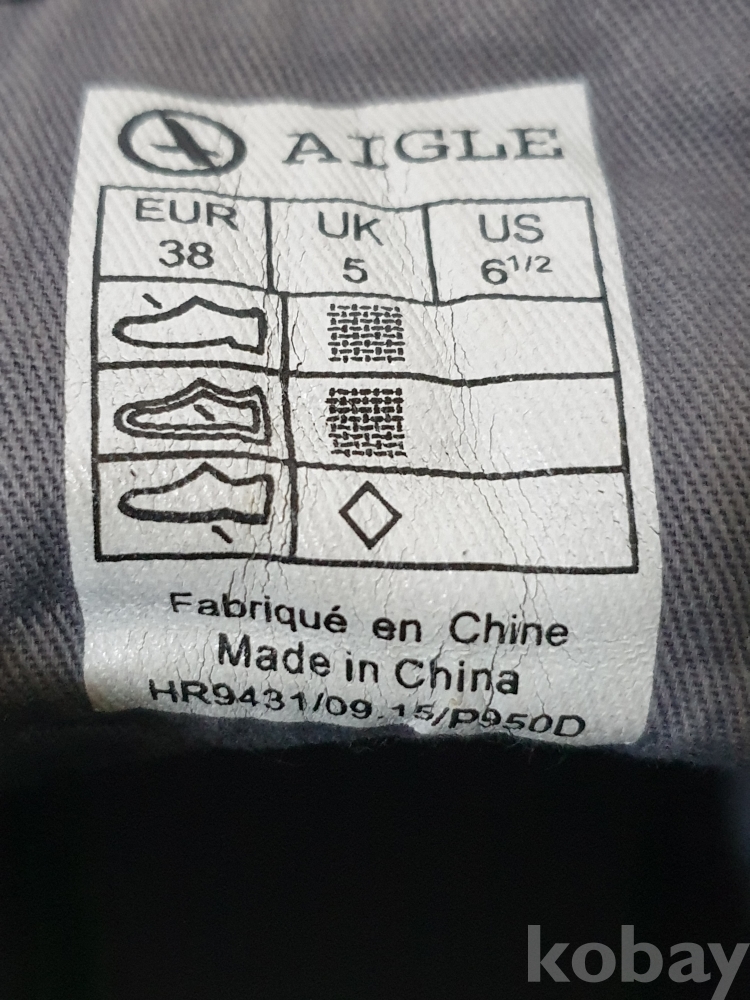 AIGLE
EUR UK US
38 5 6 1/2
Fabriqué en Chine
Made in China
HR9431/09.15/P950D
kobay